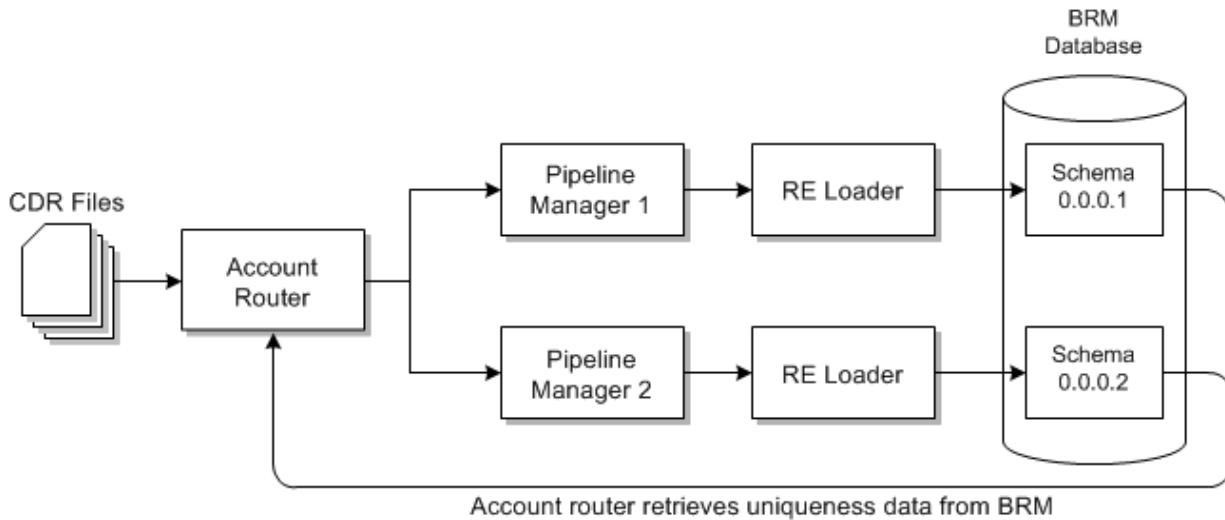 BRM
Database
CDR Files
Account
Router
Pipeline
Manager 1
RE Loader
Schema
0.0.0.1
Pipeline
Manager 2
RE Loader
Schema
0.0.0.2
Account router retrieves uniqueness data from BRM